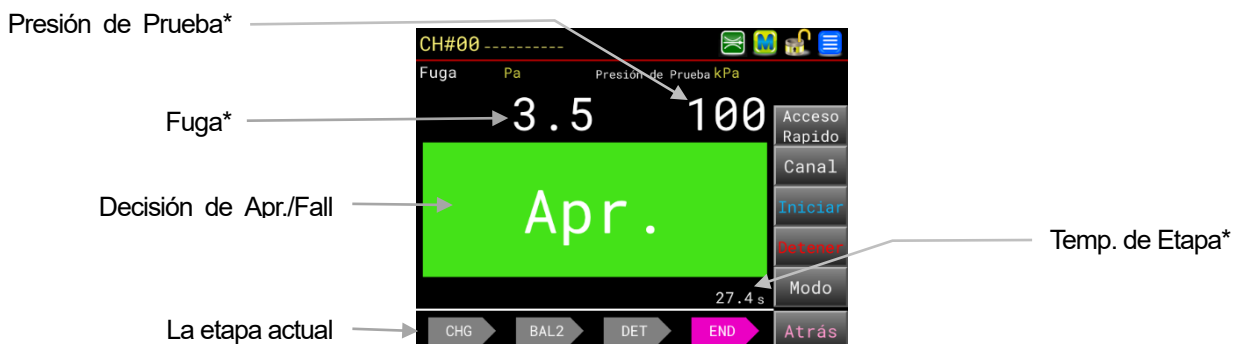 Presión de Prueba*
CH#00 ----------
Fuga Pa Presión de Prueba kPa
Fuga*
3.5 100
Acceso
Rapido
Canal
Decisión de Apr./Fall
Apr.
Iniciar
Detener
Temp. de Etapa*
27.4 s
Modo
La etapa actual
CHG BAL2 DET END
Atrás